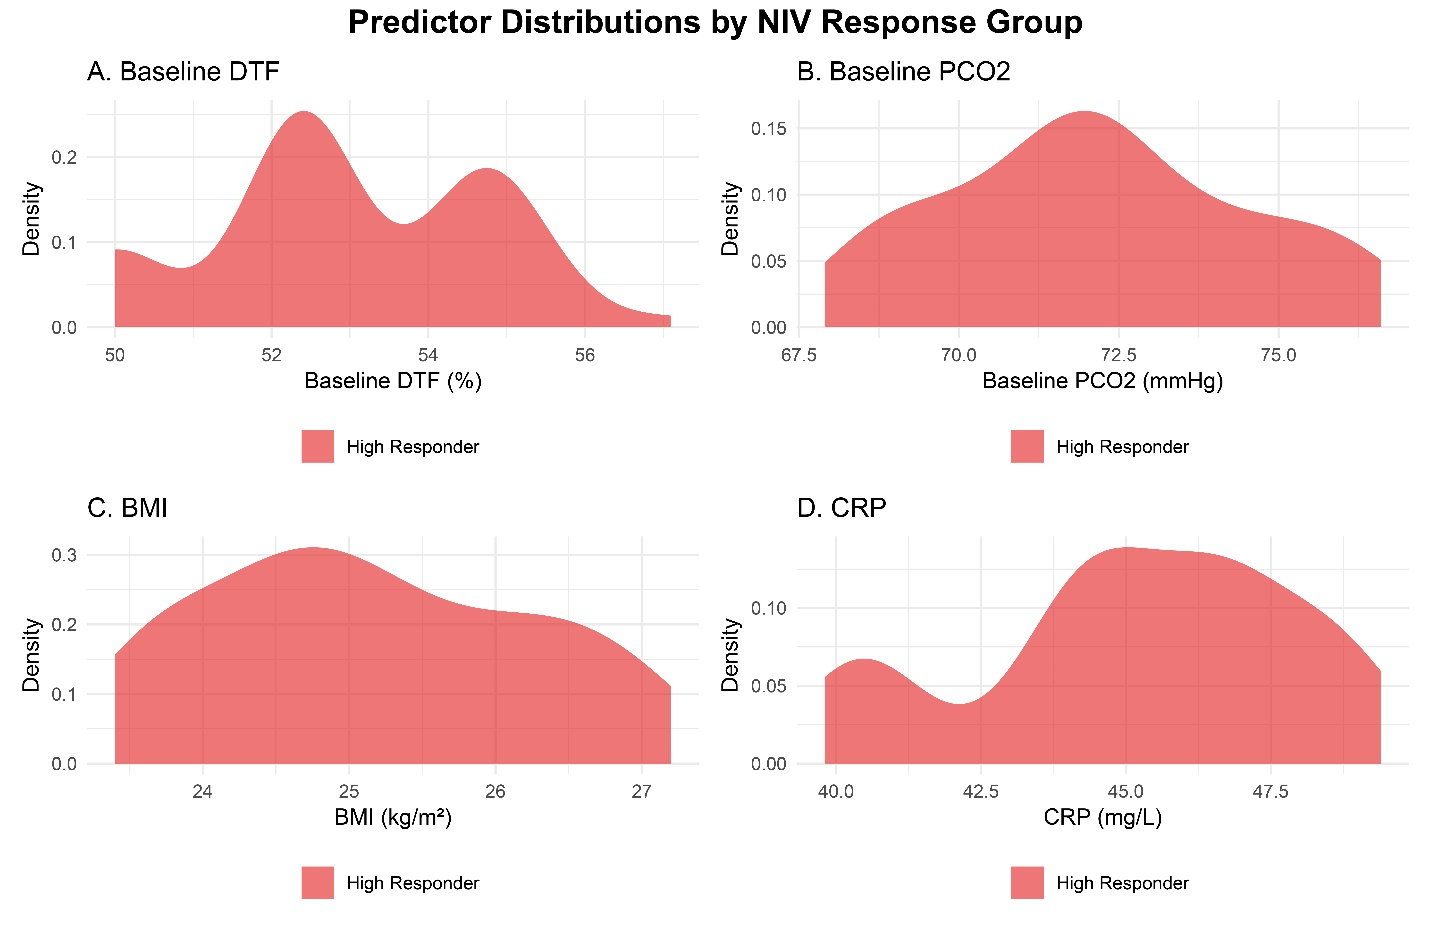 Predictor Distributions by NIV Response Group
A. Baseline DTF
Density
0.2
0.1
0.0
50 52 54 56
Baseline DTF (%)
High Responder
B. Baseline PCO2
Density
0.15
0.10
0.05
0.00
67.5 70.0 72.5 75.0
Baseline PCO2 (mmHg)
High Responder
C. BMI
Density
0.3
0.2
0.1
0.0
24 25 26 27
BMI (kg/m²)
High Responder
D. CRP
Density
0.10
0.05
0.00
40.0 42.5 45.0 47.5
CRP (mg/L)
High Responder